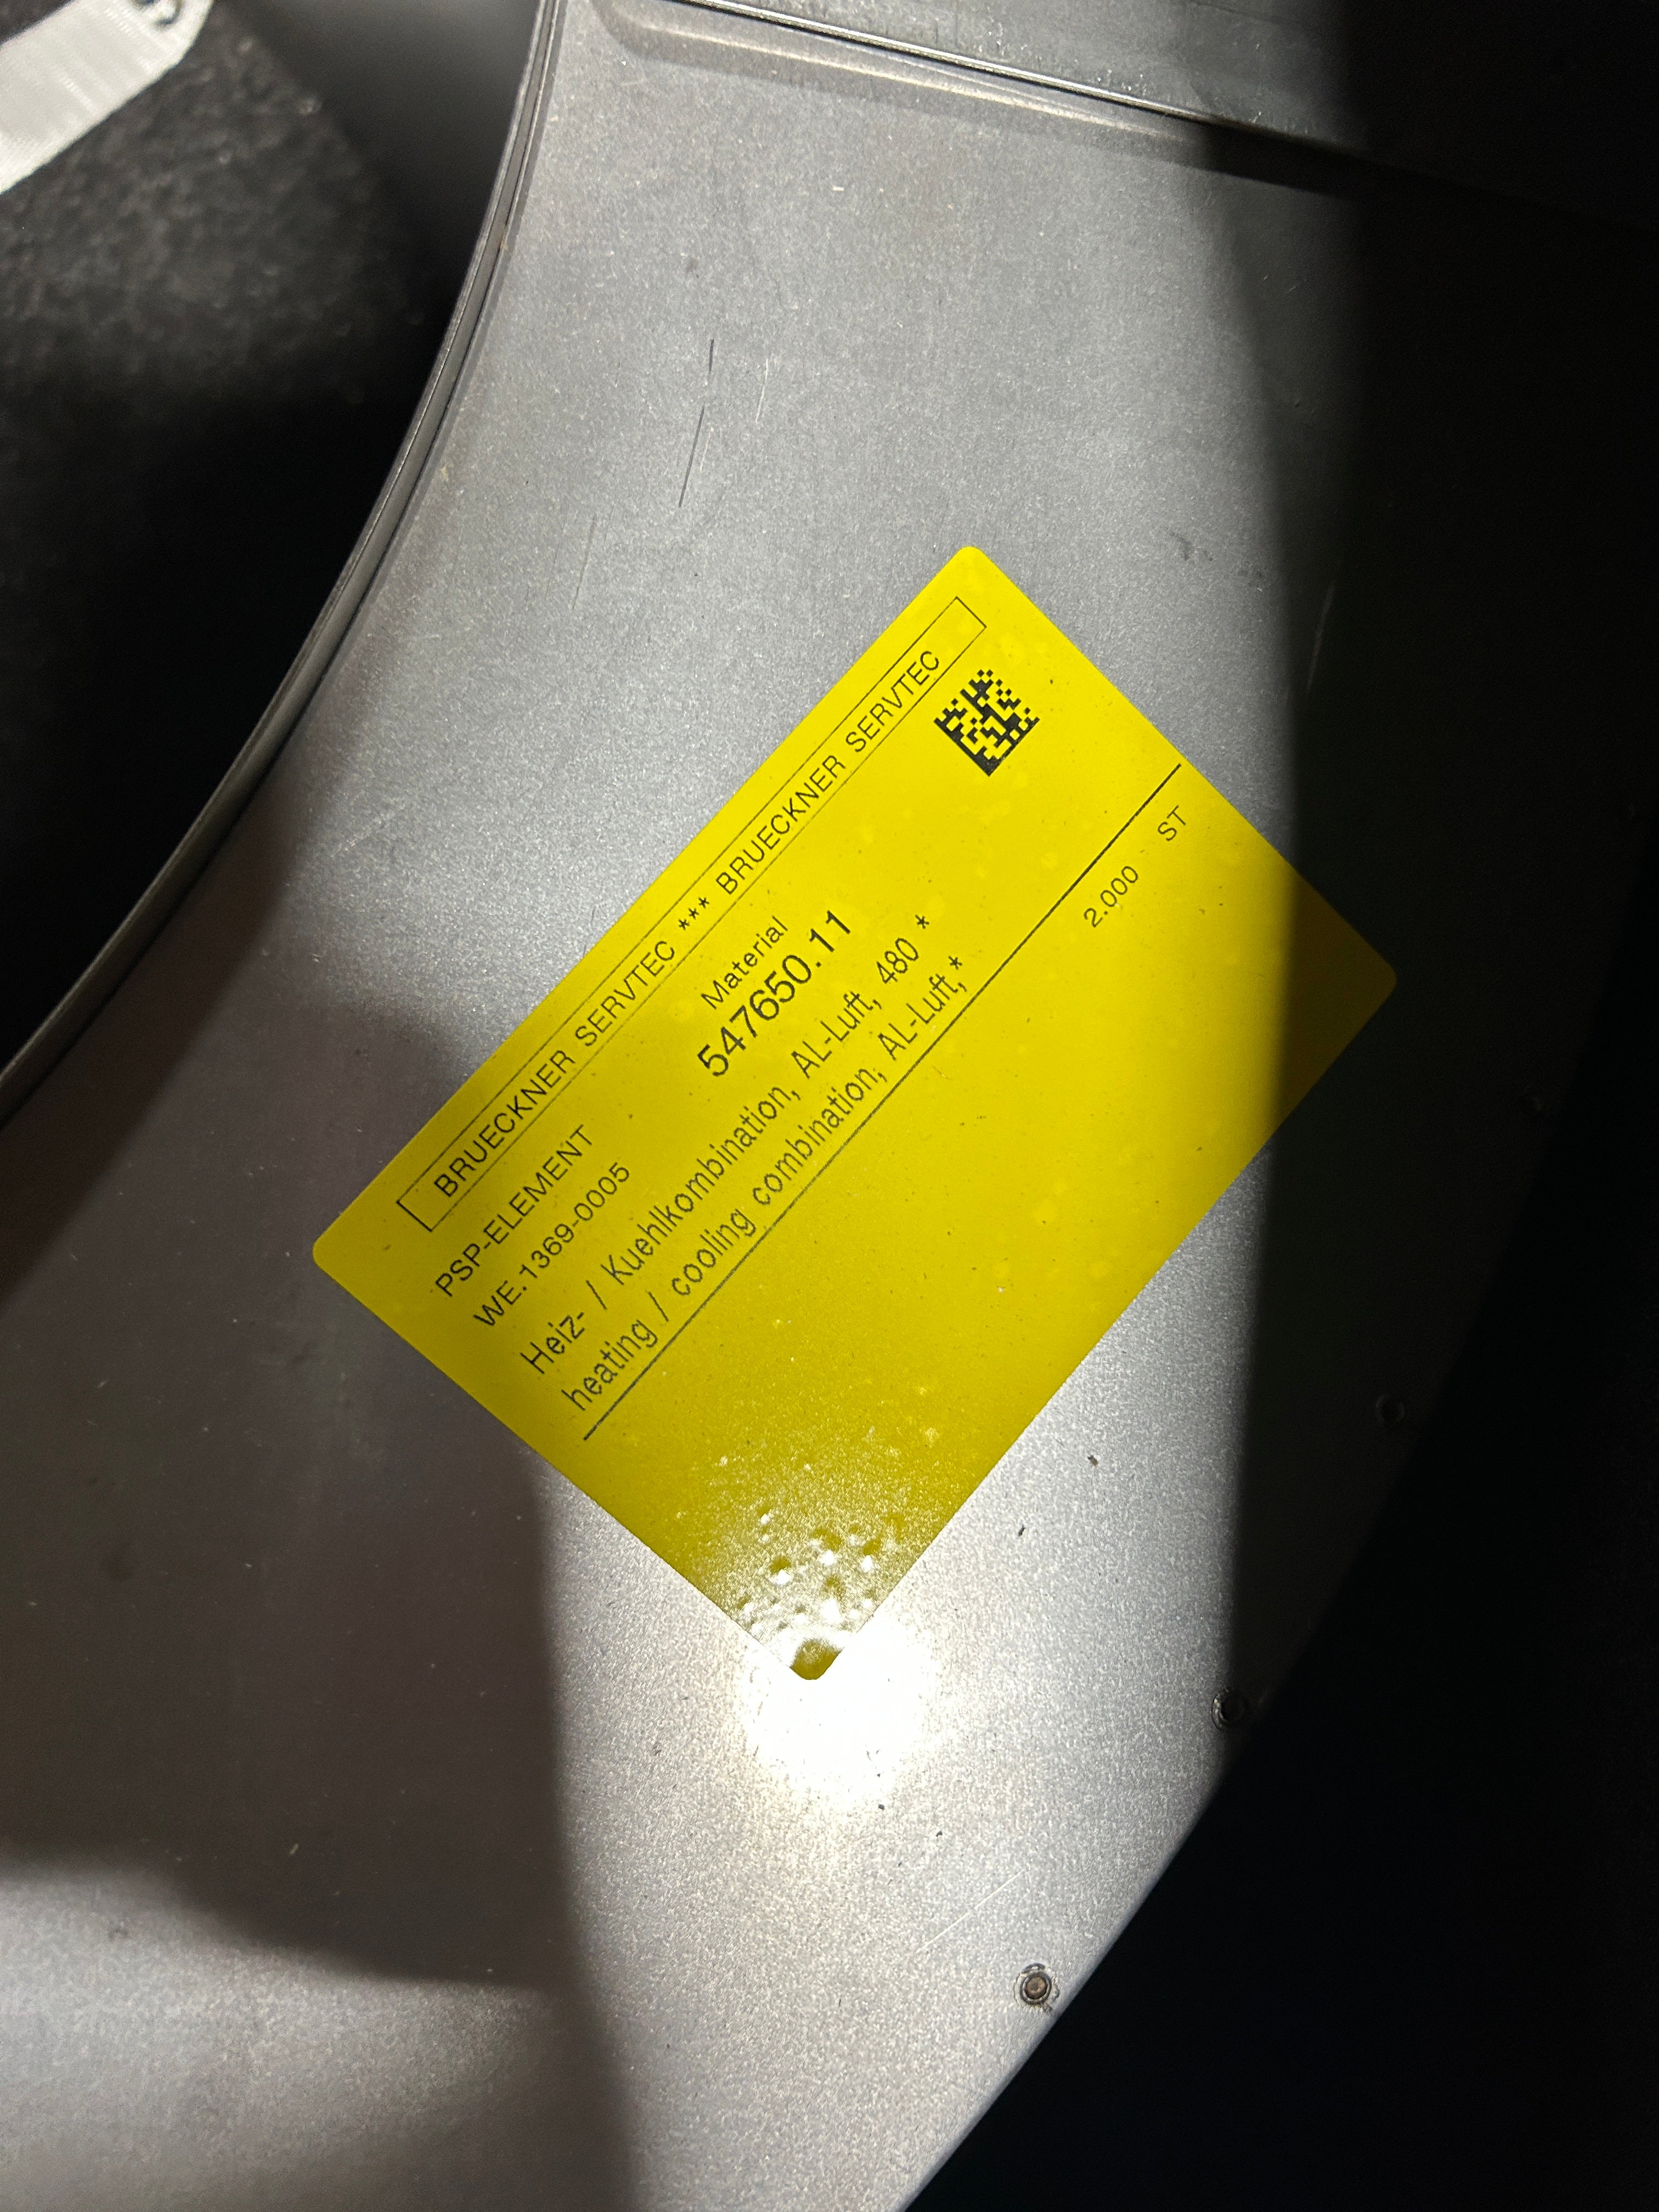 BRUECKNER SERVTEC *** BRUECKNER SERVTEC
PSP-ELEMENT
Material
WE.1369-0005
547650.11
Heiz- / Kuehlkombination, AL-Luft, 480 *
heating / cooling combination, AL-Luft,*
2.000 ST